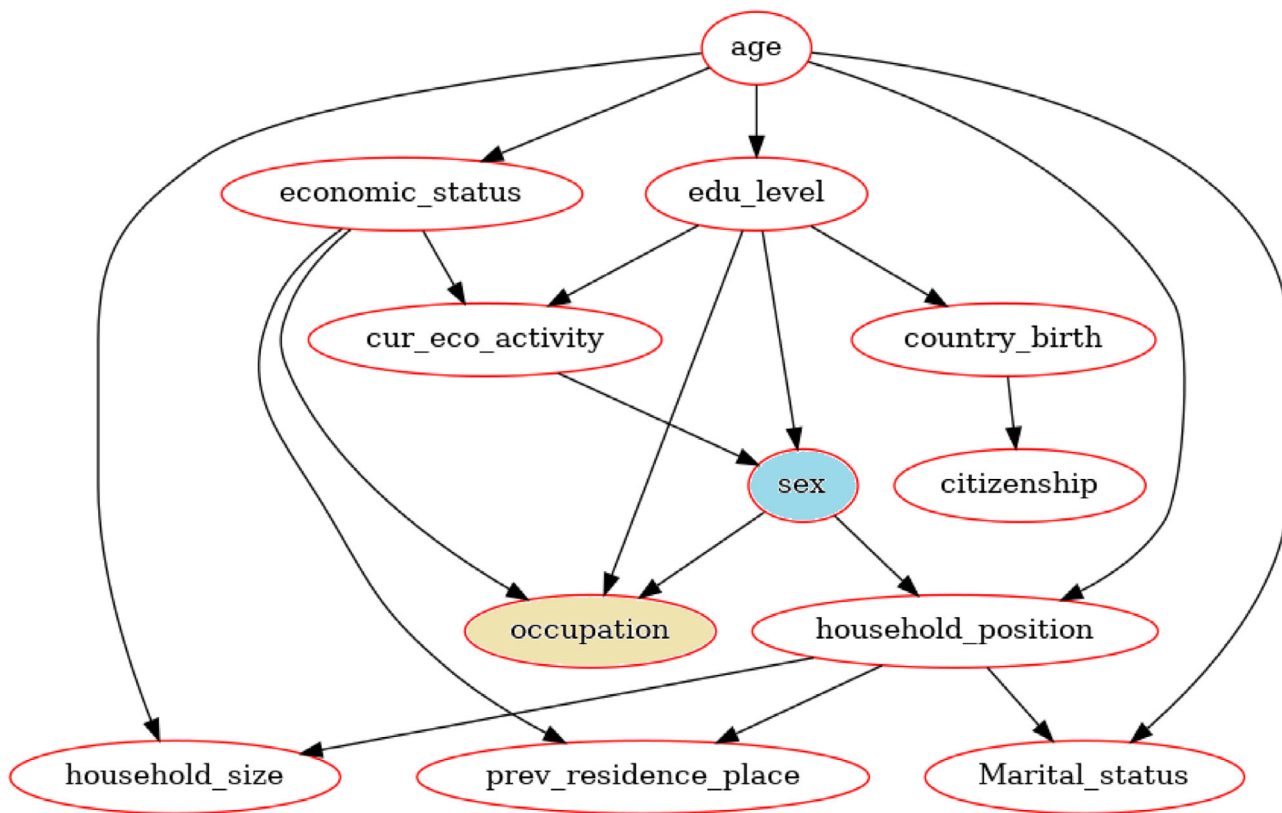 age
economic_status
edu_level
cur_eco_activity
country_birth
sex
citizenship
occupation
household_position
household_size
prev_residence_place
Marital_status